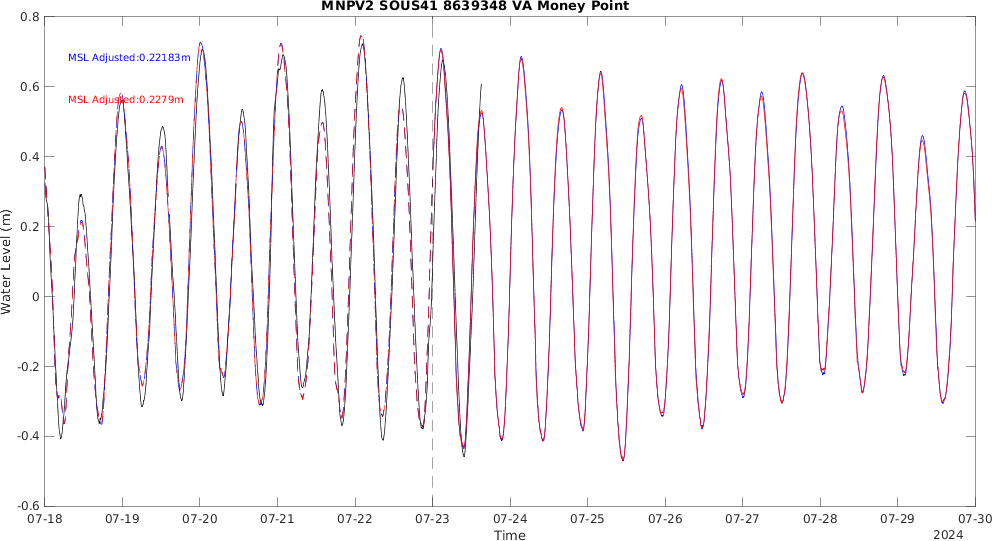 MNPV2 SOUS41 8639348 VA Money Point
0.8
0.6
0.4
0.2
0
-0.2
-0.4
-0.6
Water Level (m)
MSL Adjusted:0.22183m
MSL Adjusted:0.2279m
07-18 07-19 07-20 07-21 07-22 07-23 07-24 07-25 07-26 07-27 07-28 07-29 07-30
Time
2024